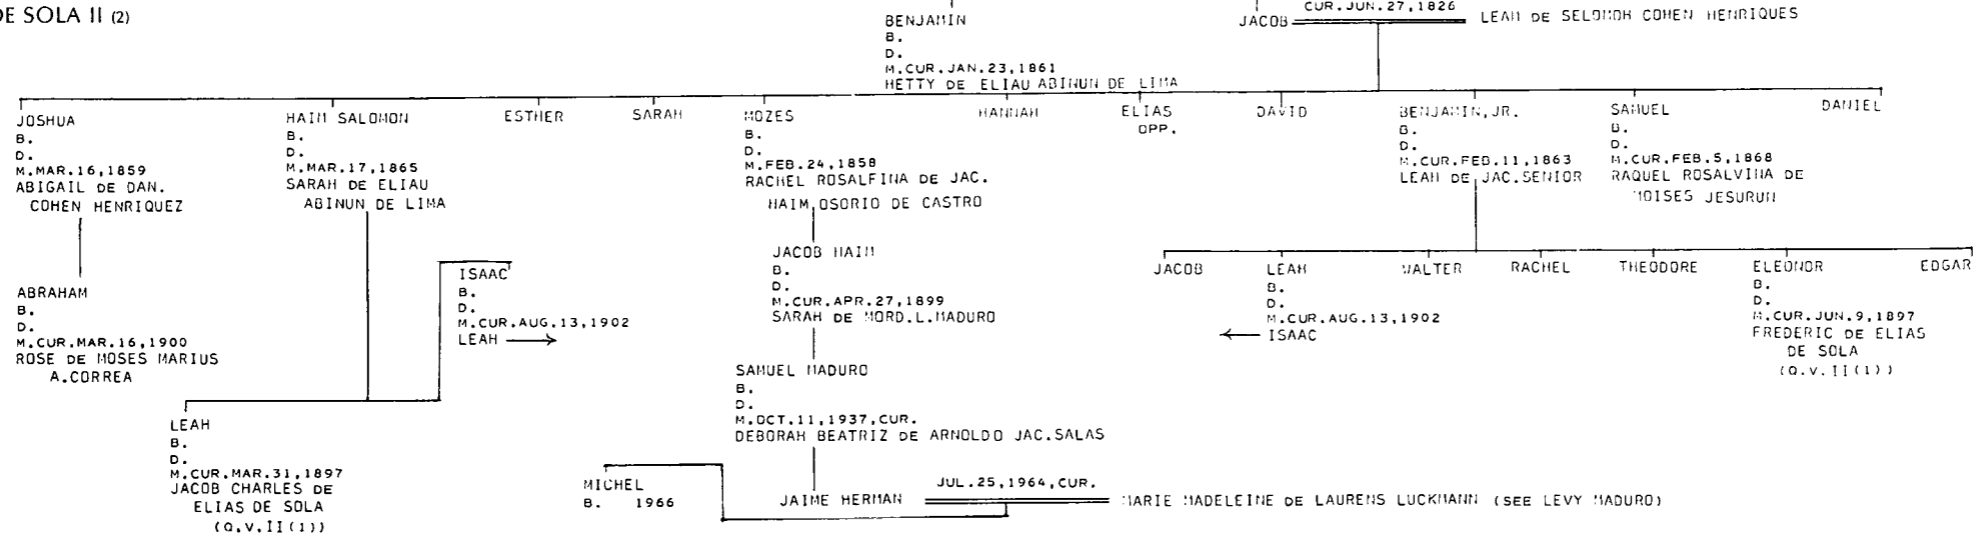 DE SOLA II (2)
BENJAMIN
B.
D.
M.CUR.JAN.23,1861
HETTY DE ELIAU ABINUN DE LIMA
CUR.JUN.27,1826
JACOB
LEAH DE SELOMOH COHEN HENRIQUES
JOSHUA
B.
D.
M.MAR.16,1859
ABIGAIL DE DAN.
COHEN HENRIQUEZ
HAIM SALOMON
B.
D.
M.MAR.17,1865
SARAH DE ELIAU
ABINUN DE LIMA
ESTHER
SARAH
MOZES
B.
D.
M.FEB.24,1858
RACHEL ROSALFINA DE JAC.
HAIM OSORIO DE CASTRO
HANNAH
ELIAS
OPP.
DAVID
BENJAMIN,JR.
B.
D.
M.CUR.FEB.11,1863
LEAH DE JAC.SENIOR
SAMUEL
B.
D.
M.CUR.FEB.5,1868
RAQUEL ROSALVINA DE
MOISES JESURUN
DANIEL
ABRAHAM
B.
D.
M.CUR.MAR.16,1900
ROSE DE MOSES MARIUS
A.CORREA
ISAAC
B.
D.
M.CUR.AUG.13,1902
LEAH →
JACOB HAIM
B.
D.
M.CUR.APR.27,1899
SARAH DE MORD.L.MADURO
JACOB
LEAH
B.
D.
M.CUR.AUG.13,1902
← ISAAC
WALTER
RACHEL
THEODORE
ELEONOR
B.
D.
M.CUR.JUN.9,1897
FREDERIC DE ELIAS
DE SOLA
(Q.V.II(1))
EDGAR
LEAH
B.
D.
M.CUR.MAR.31,1897
JACOB CHARLES DE
ELIAS DE SOLA
(Q.V.II(1))
SAMUEL MADURO
B.
D.
M.OCT.11,1937,CUR.
DEBORAH BEATRIZ DE ARNOLDO JAC.SALAS
MICHEL
B. 1966
JAIME HERMAN
JUL.25,1964,CUR.
MARIE MADELEINE DE LAURENS LUCKMANN (SEE LEVY MADURO)